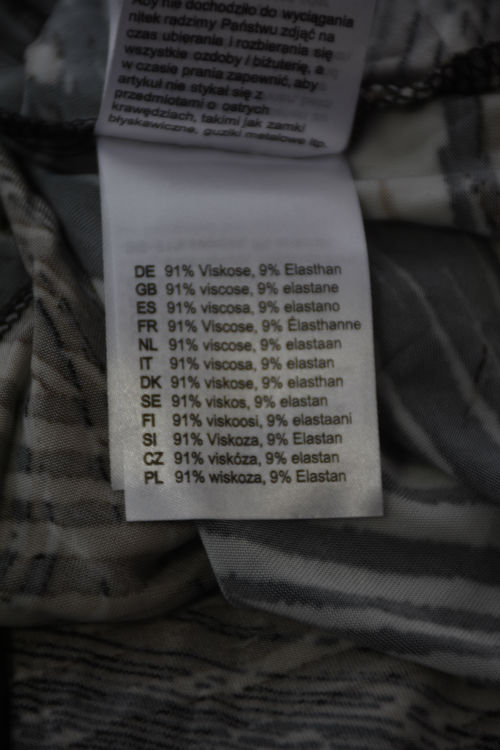 Aby nie dochodziło do wyciągania
nitek radzimy Państwu zdjąć na
czas ubierania i rozbierania się
wszystkie ozdoby i biżuterię, a
w czasie prania zapewnić, aby
artykuł nie stykał się z
przedmiotami o ostrych
krawędziach, takimi jak zamki
błyskawiczne, guziki metalowe itp.
DE 91% Viskose, 9% Elasthan
GB 91% viscose, 9% elastane
ES 91% viscosa, 9% elastano
FR 91% Viscose, 9% Élasthanne
NL 91% viscose, 9% elastaan
IT 91% viscosa, 9% elastan
DK 91% viskose, 9% elasthan
SE 91% viskos, 9% elastan
FI 91% viskoosi, 9% elastaani
SI 91% Viskoza, 9% Elastan
CZ 91% viskóza, 9% elastan
PL 91% wiskoza, 9% Elastan